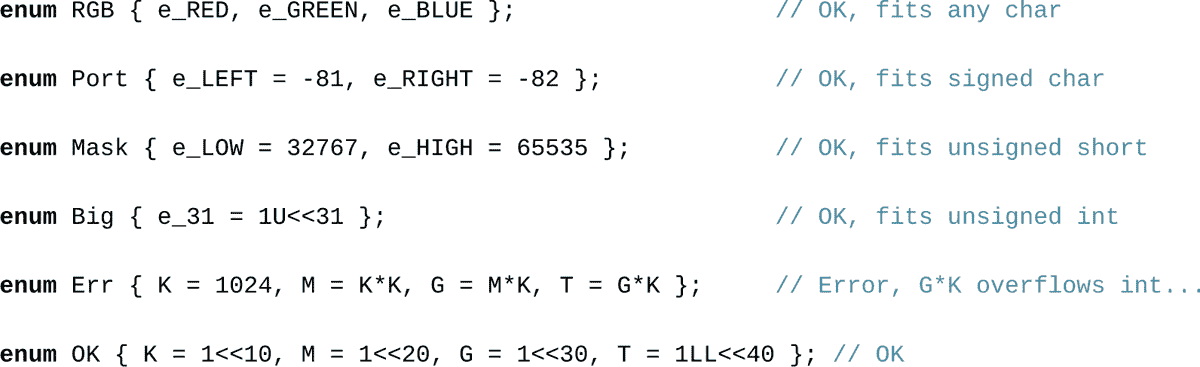 enum RGB { e_RED, e_GREEN, e_BLUE }; // OK, fits any char
enum Port { e_LEFT = -81, e_RIGHT = -82 }; // OK, fits signed char
enum Mask { e_LOW = 32767, e_HIGH = 65535 }; // OK, fits unsigned short
enum Big { e_31 = 1U<<31 }; // OK, fits unsigned int
enum Err { K = 1024, M = K*K, G = M*K, T = G*K }; // Error, G*K overflows int...
enum OK { K = 1<<10, M = 1<<20, G = 1<<30, T = 1LL<<40 }; // OK